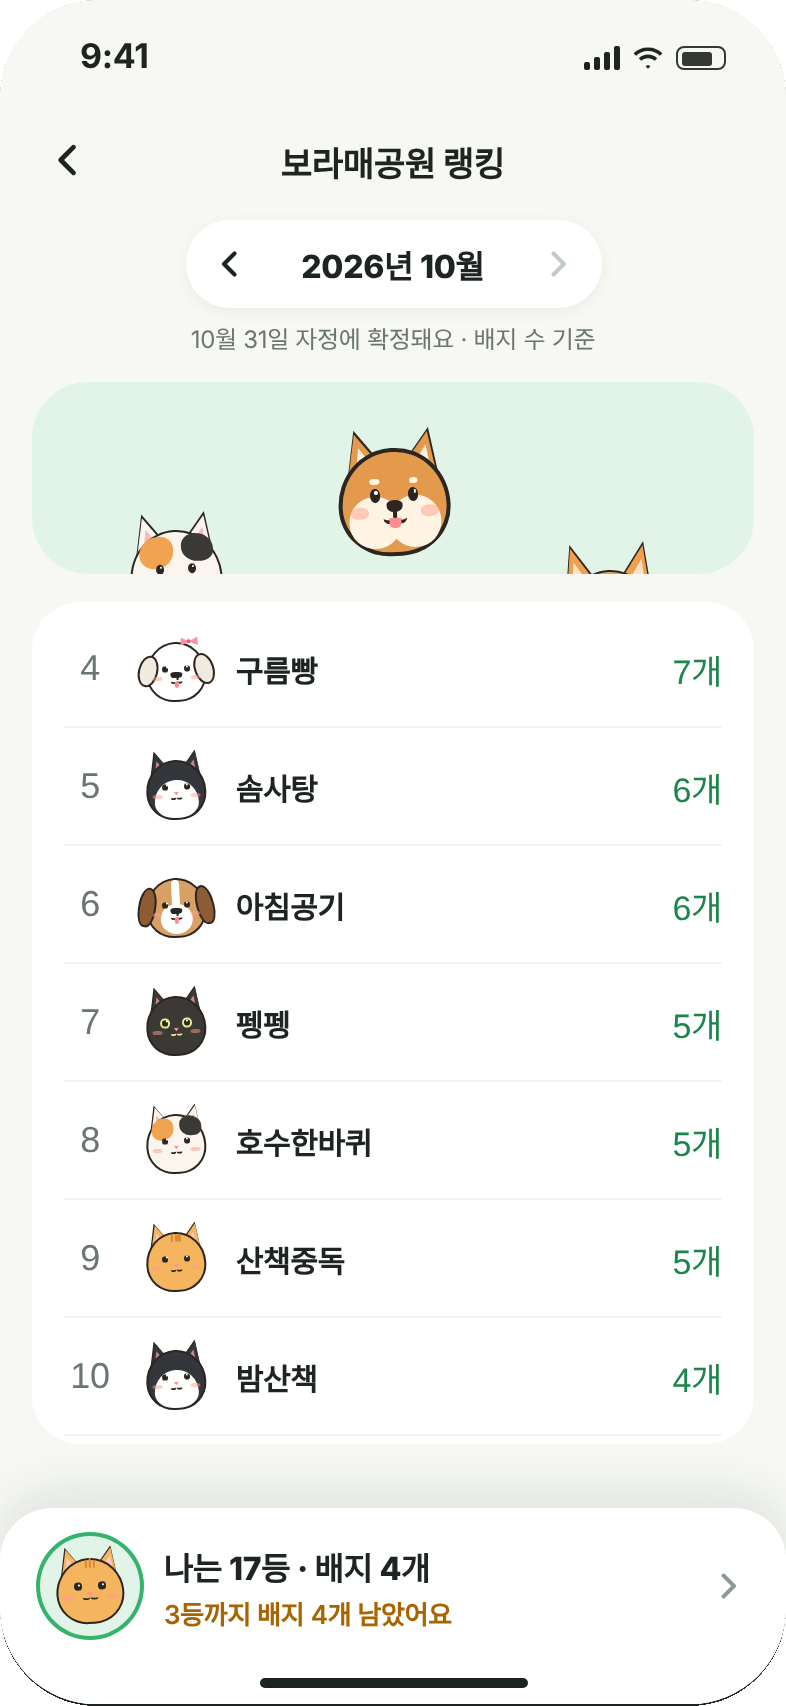 9:41
보라매공원 랭킹
2026년 10월
10월 31일 자정에 확정돼요 · 배지 수 기준
4 구름빵 7개
5 솜사탕 6개
6 아침공기 6개
7 펭펭 5개
8 호수한바퀴 5개
9 산책중독 5개
10 밤산책 4개
나는 17등 · 배지 4개
3등까지 배지 4개 남았어요